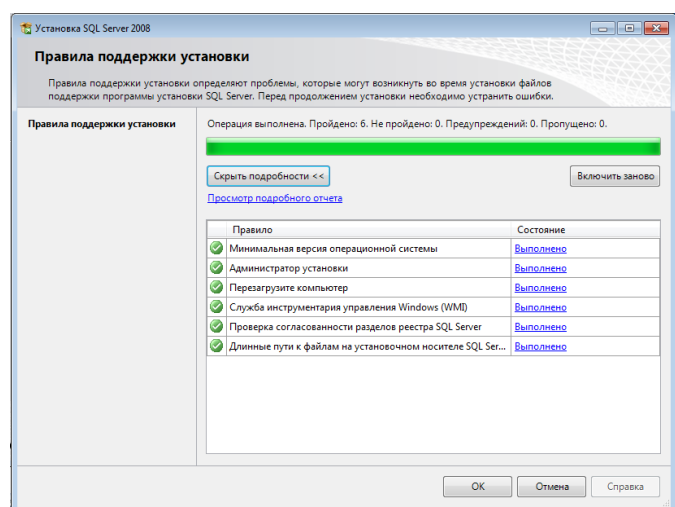 Установка SQL Server 2008
Правила поддержки установки
Правила поддержки установки определяют проблемы, которые могут возникнуть во время установки файлов
поддержки программы установки SQL Server. Перед продолжением установки необходимо устранить ошибки.
Правила поддержки установки
Операция выполнена. Пройдено: 6. Не пройдено: 0. Предупреждений: 0. Пропущено: 0.
Скрыть подробности <<
Включить заново
Просмотр подробного отчета
Правило Состояние
Минимальная версия операционной системы Выполнено
Администратор установки Выполнено
Перезагрузите компьютер Выполнено
Служба инструментария управления Windows (WMI) Выполнено
Проверка согласованности разделов реестра SQL Server Выполнено
Длинные пути к файлам на установочном носителе SQL Ser... Выполнено
OK Отмена Справка